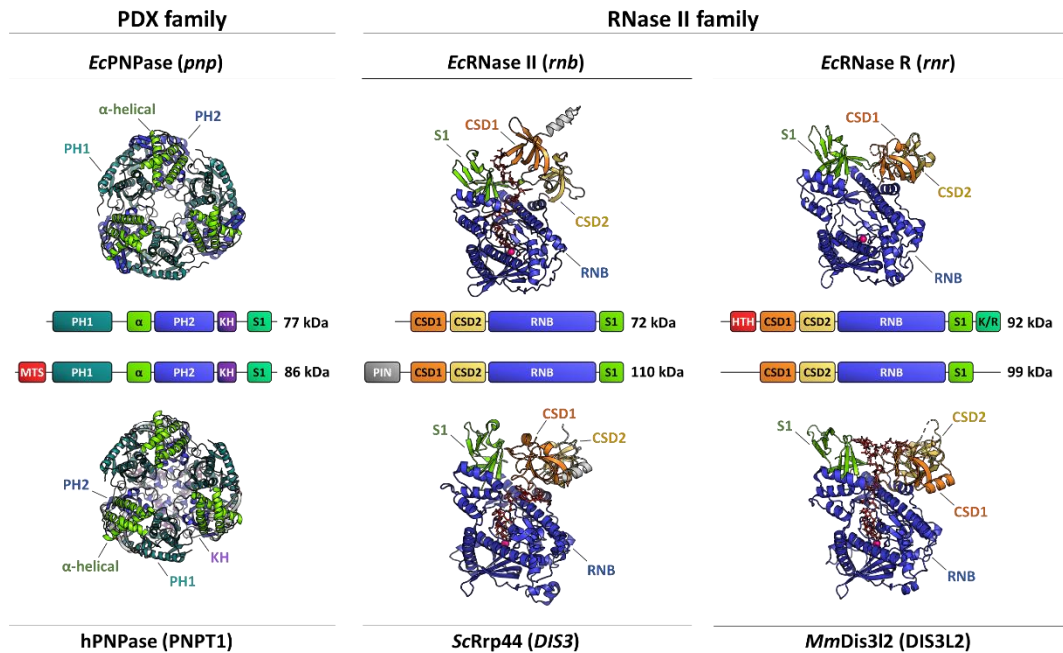 PDX family
RNase II family
EcPNPase (pnp)
EcRNase II (rnb)
EcRNase R (rnr)
α-helical
PH2
PH1
S1
CSD1
CSD2
RNB
S1
CSD1
CSD2
RNB
PH1 α PH2 KH S1 77 kDa
CSD1 CSD2 RNB S1 72 kDa
HTH CSD1 CSD2 RNB S1 K/R 92 kDa
MTS PH1 α PH2 KH S1 86 kDa
PIN CSD1 CSD2 RNB S1 110 kDa
CSD1 CSD2 RNB S1 99 kDa
PH2
α-helical
PH1
KH
S1
CSD1
CSD2
RNB
S1
CSD2
CSD1
RNB
hPNPase (PNPT1)
ScRrp44 (DIS3)
MmDis3l2 (DIS3L2)